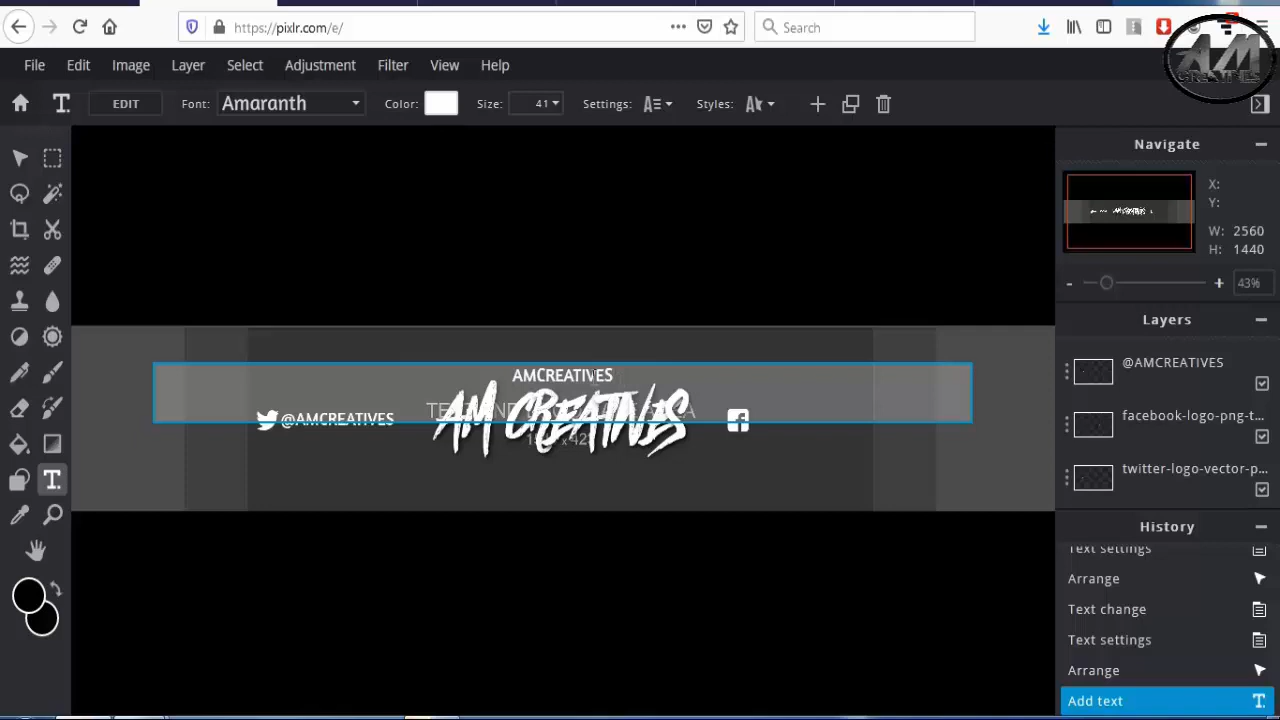 https://pixlr.com/e/
Search
AM
CREATIVES
File Edit Image Layer Select Adjustment Filter View Help
EDIT Font: Amaranth Color: Size: 41 Settings: Styles:
Navigate
X:
Y:
W: 2560
H: 1440
- + 43%
Layers
@AMCREATIVES
facebook-logo-png-t...
twitter-logo-vector-p...
AMCREATIVES
@AMCREATIVES
AM CREATIVES
History
Text settings
Arrange
Text change
Text settings
Arrange
Add text